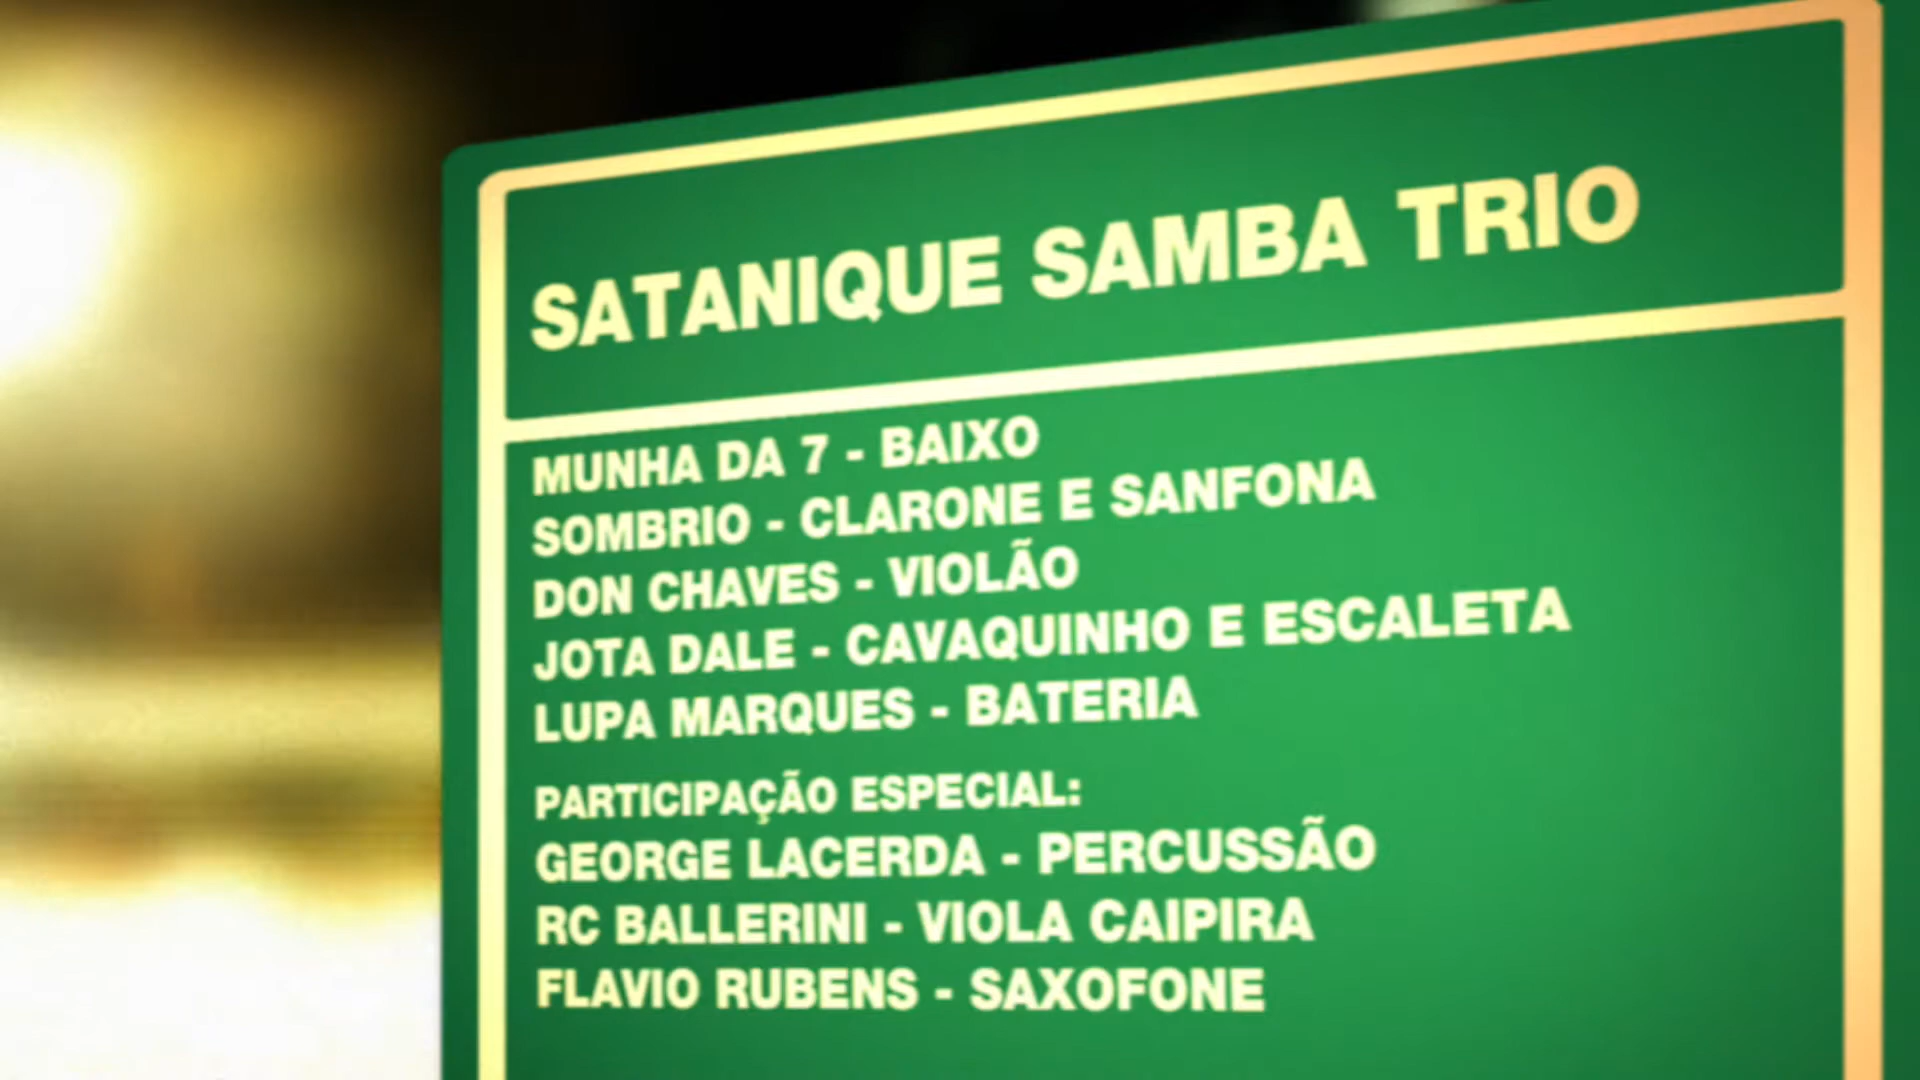 SATANIQUE SAMBA TRIO
MUNHA DA 7 - BAIXO
SOMBRIO - CLARONE E SANFONA
DON CHAVES - VIOLÃO
JOTA DALE - CAVAQUINHO E ESCALETA
LUPA MARQUES - BATERIA
PARTICIPAÇÃO ESPECIAL:
GEORGE LACERDA - PERCUSSÃO
RC BALLERINI - VIOLA CAIPIRA
FLAVIO RUBENS - SAXOFONE